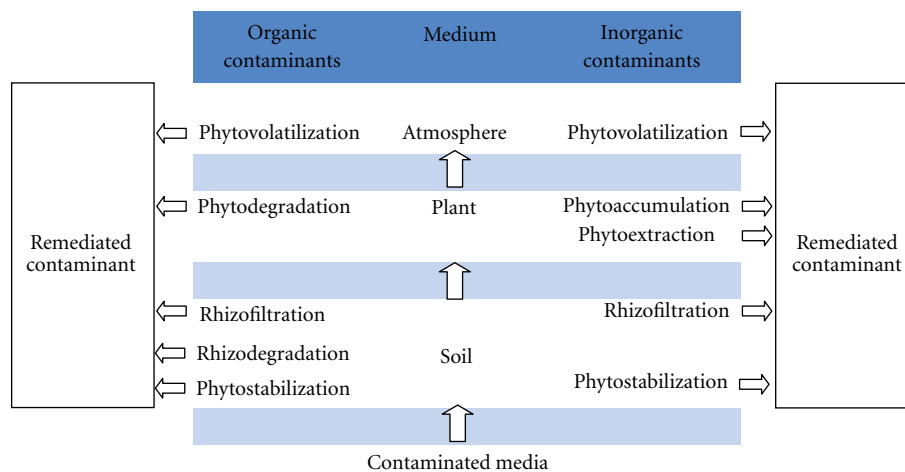 Organic
contaminants
Medium
Inorganic
contaminants
Phytovolatilization
Atmosphere
Phytovolatilization
Phytodegradation
Plant
Phytoaccumulation
Phytoextraction
Remediated
contaminant
Remediated
contaminant
Rhizofiltration
Rhizofiltration
Rhizodegradation
Soil
Phytostabilization
Phytostabilization
Contaminated media